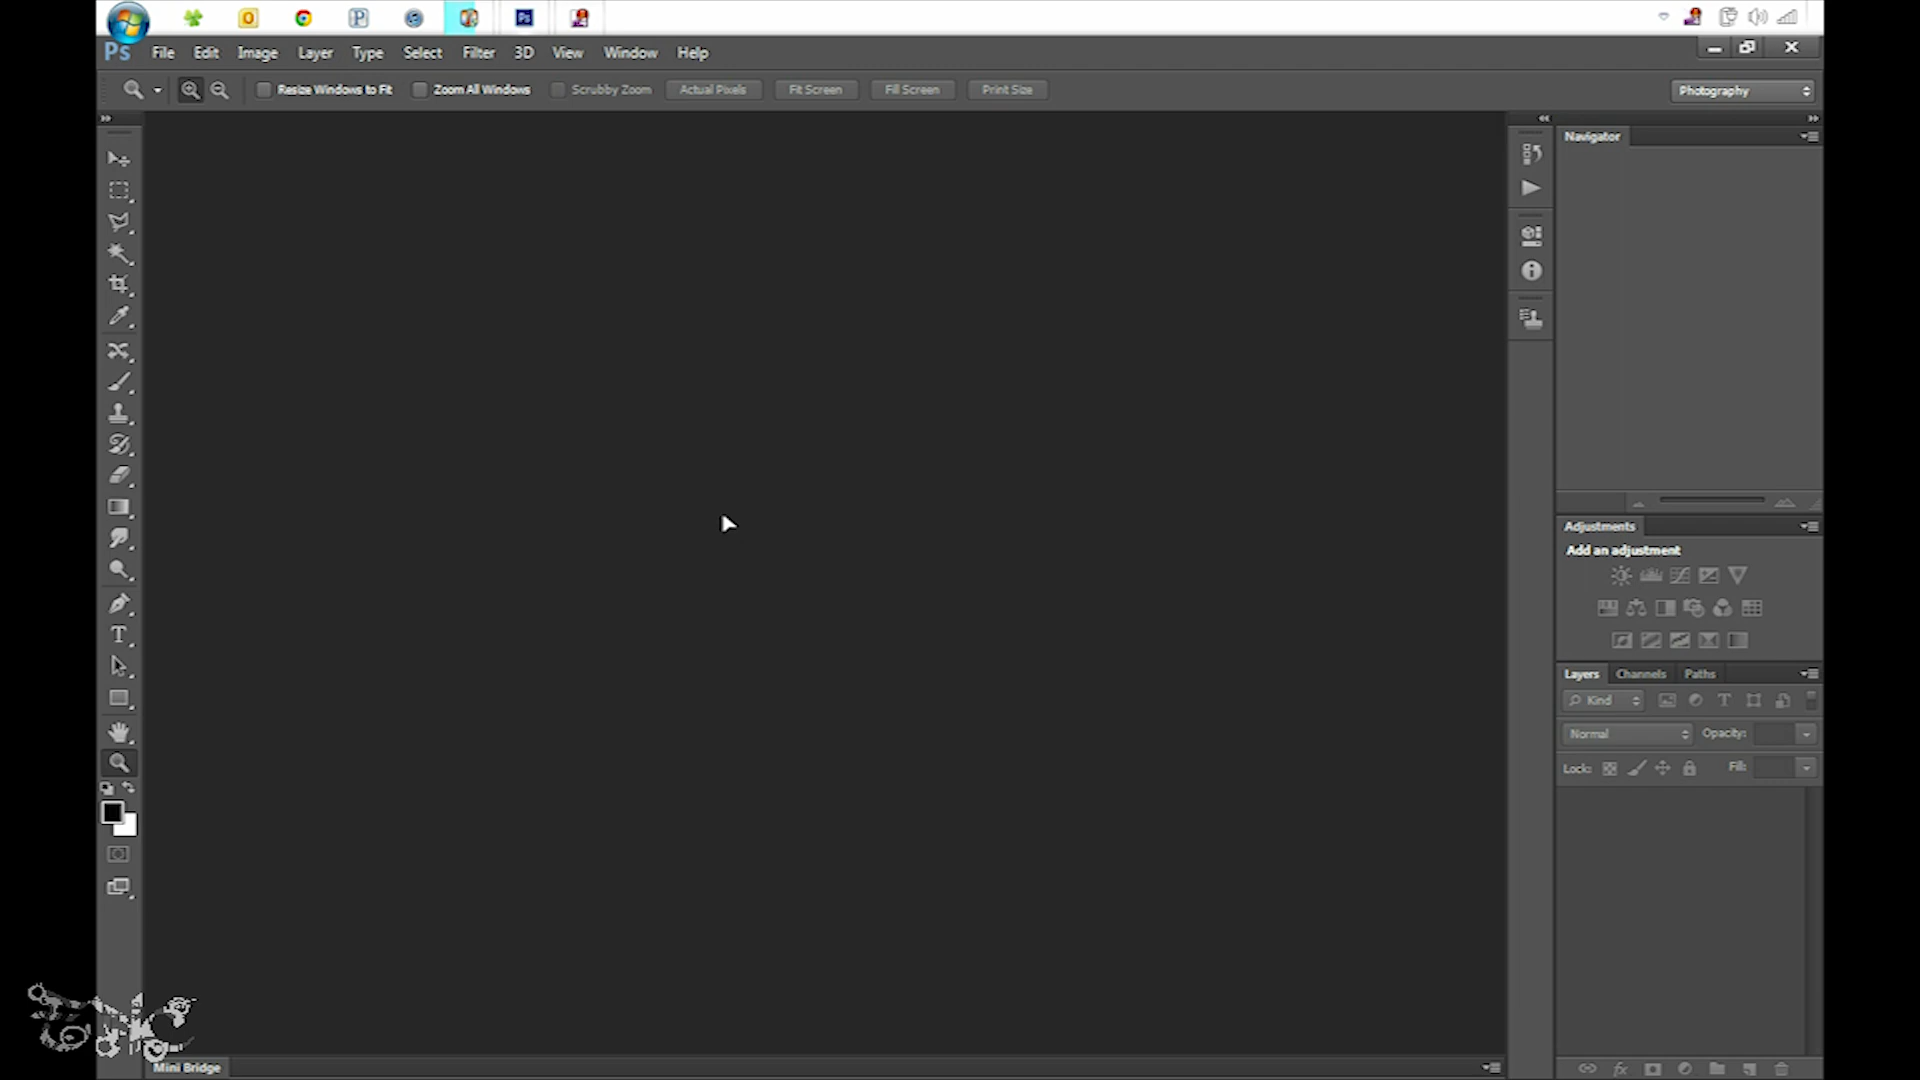 Ps File Edit Image Layer Type Select Filter 3D View Window Help
Resize Windows to Fit Zoom All Windows Scrubby Zoom Actual Pixels Fit Screen Fill Screen Print Size Photography
Navigator
Adjustments
Add an adjustment
Layers Channels Paths
Kind
Normal Opacity:
Lock: Fill:
Mini Bridge